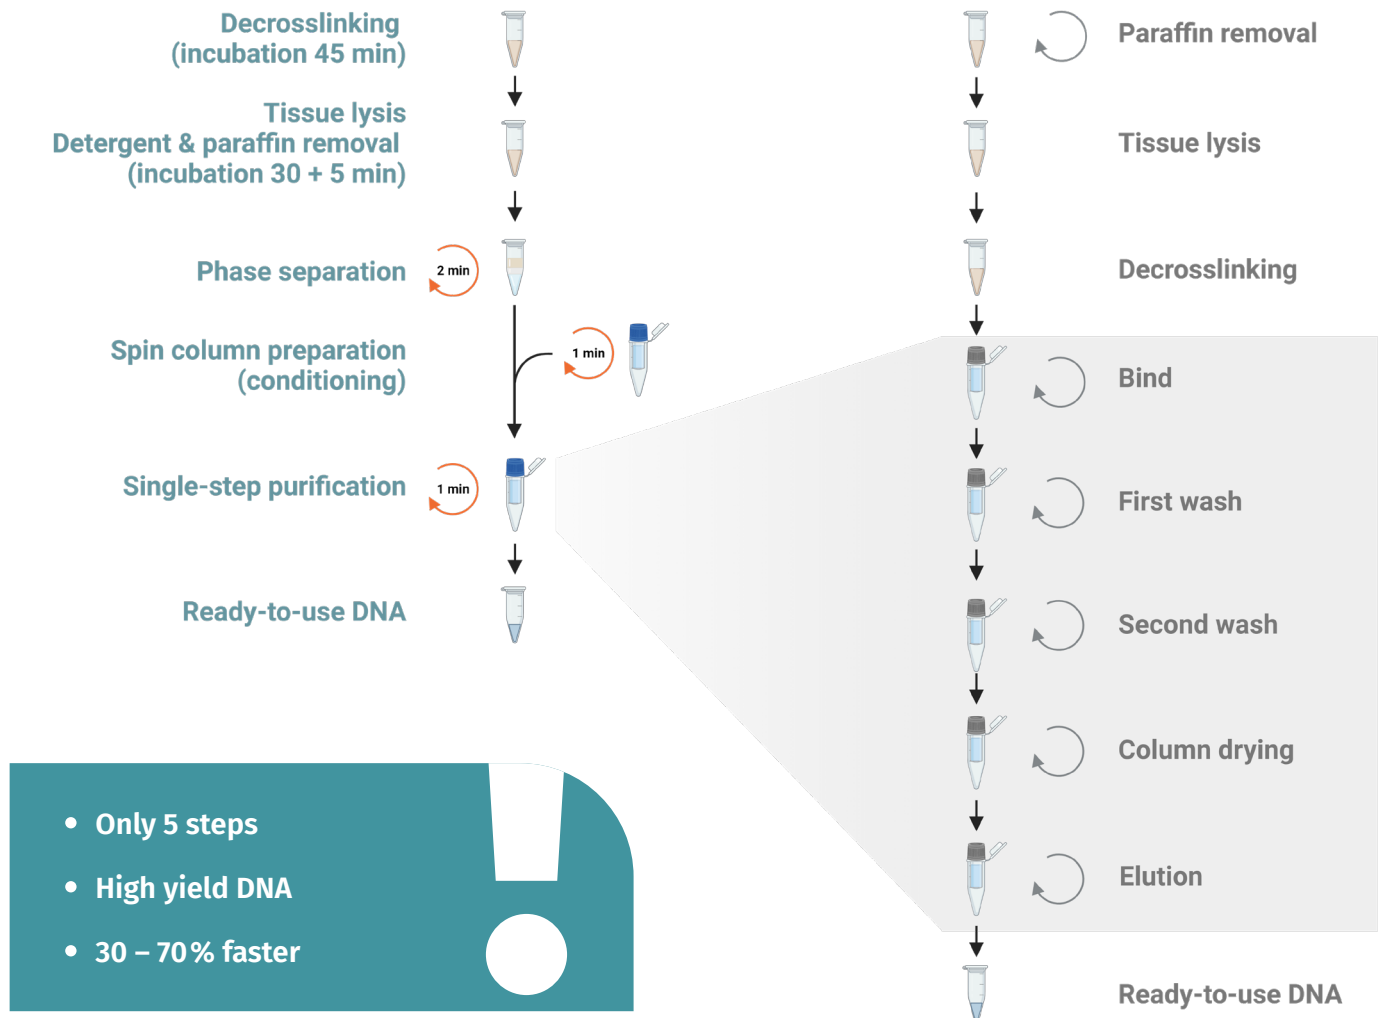 Decrosslinking
(incubation 45 min)
Tissue lysis
Detergent & paraffin removal
(incubation 30 + 5 min)
Phase separation
2 min
Spin column preparation
(conditioning)
1 min
Single-step purification
1 min
Ready-to-use DNA
Paraffin removal
Tissue lysis
Decrosslinking
Bind
First wash
Second wash
Column drying
Elution
Ready-to-use DNA
• Only 5 steps
• High yield DNA
• 30 – 70 % faster